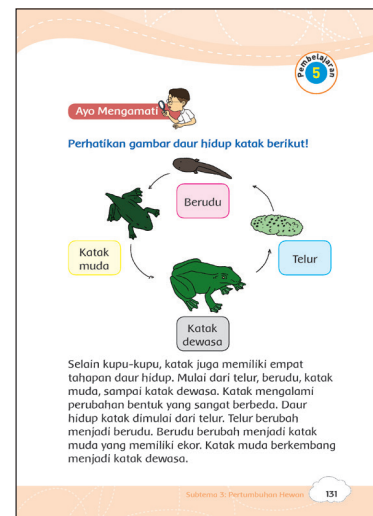 Pembelajaran
5
Ayo Mengamati
Perhatikan gambar daur hidup katak berikut!
Berudu
Katak
muda
Telur
Katak
dewasa
Selain kupu-kupu, katak juga memiliki empat
tahapan daur hidup. Mulai dari telur, berudu, katak
muda, sampai katak dewasa. Katak mengalami
perubahan bentuk yang sangat berbeda. Daur
hidup katak dimulai dari telur. Telur berubah
menjadi berudu. Berudu berubah menjadi katak
muda yang memiliki ekor. Katak muda berkembang
menjadi katak dewasa.
Subtema 3: Pertumbuhan Hewan
131